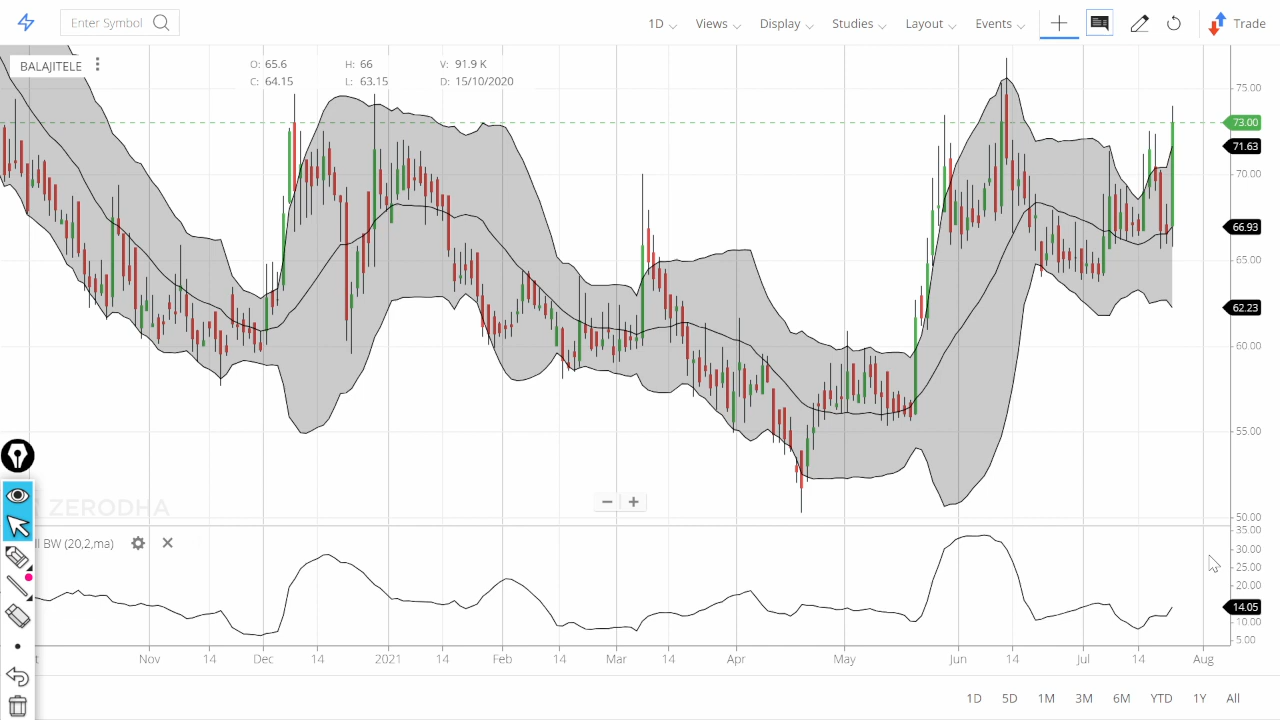 Enter Symbol 1D Views Display Studies Layout Events Trade
BALAJITELE
O: 65.6 H: 66 V: 91.9 K
C: 64.15 L: 63.15 D: 15/10/2020
75.00
73.00
71.63
70.00
66.93
65.00
62.23
60.00
55.00
50.00
ZERODHA
BW (20,2,ma)
35.00
30.00
25.00
20.00
14.05
10.00
5.00
Nov 14 Dec 14 2021 14 Feb 14 Mar 14 Apr May Jun 14 Jul 14 Aug
1D 5D 1M 3M 6M YTD 1Y All